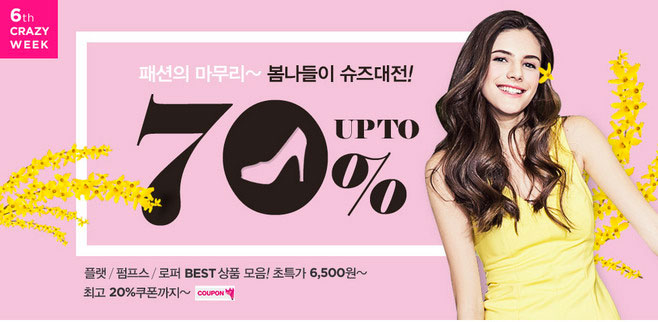 6th
CRAZY
WEEK
패션의 마무리~ 봄나들이 슈즈대전!
70%
UPTO
플랫 / 펌프스 / 로퍼 BEST 상품 모음! 초특가 6,500원~
최고 20%쿠폰까지~ COUPON